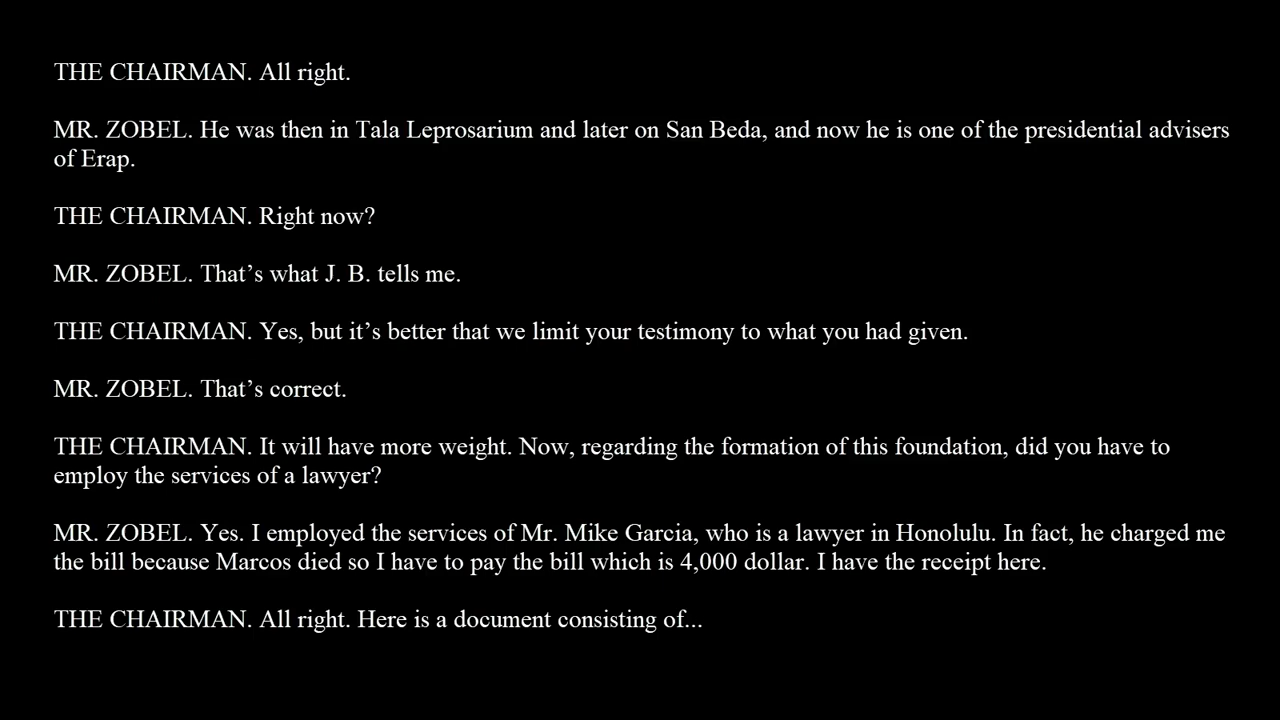 THE CHAIRMAN. All right.
MR. ZOBEL. He was then in Tala Leprosarium and later on San Beda, and now he is one of the presidential advisers
of Erap.
THE CHAIRMAN. Right now?
MR. ZOBEL. That’s what J. B. tells me.
THE CHAIRMAN. Yes, but it’s better that we limit your testimony to what you had given.
MR. ZOBEL. That’s correct.
THE CHAIRMAN. It will have more weight. Now, regarding the formation of this foundation, did you have to
employ the services of a lawyer?
MR. ZOBEL. Yes. I employed the services of Mr. Mike Garcia, who is a lawyer in Honolulu. In fact, he charged me
the bill because Marcos died so I have to pay the bill which is 4,000 dollar. I have the receipt here.
THE CHAIRMAN. All right. Here is a document consisting of...